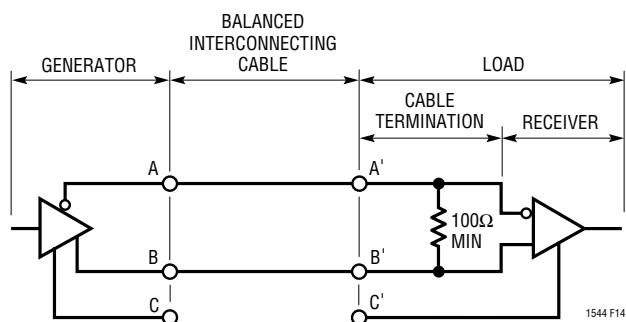 BALANCED
INTERCONNECTING
CABLE
GENERATOR
LOAD
CABLE
TERMINATION
RECEIVER
A
A'
100Ω
MIN
B
B'
C
C'
1544 F14